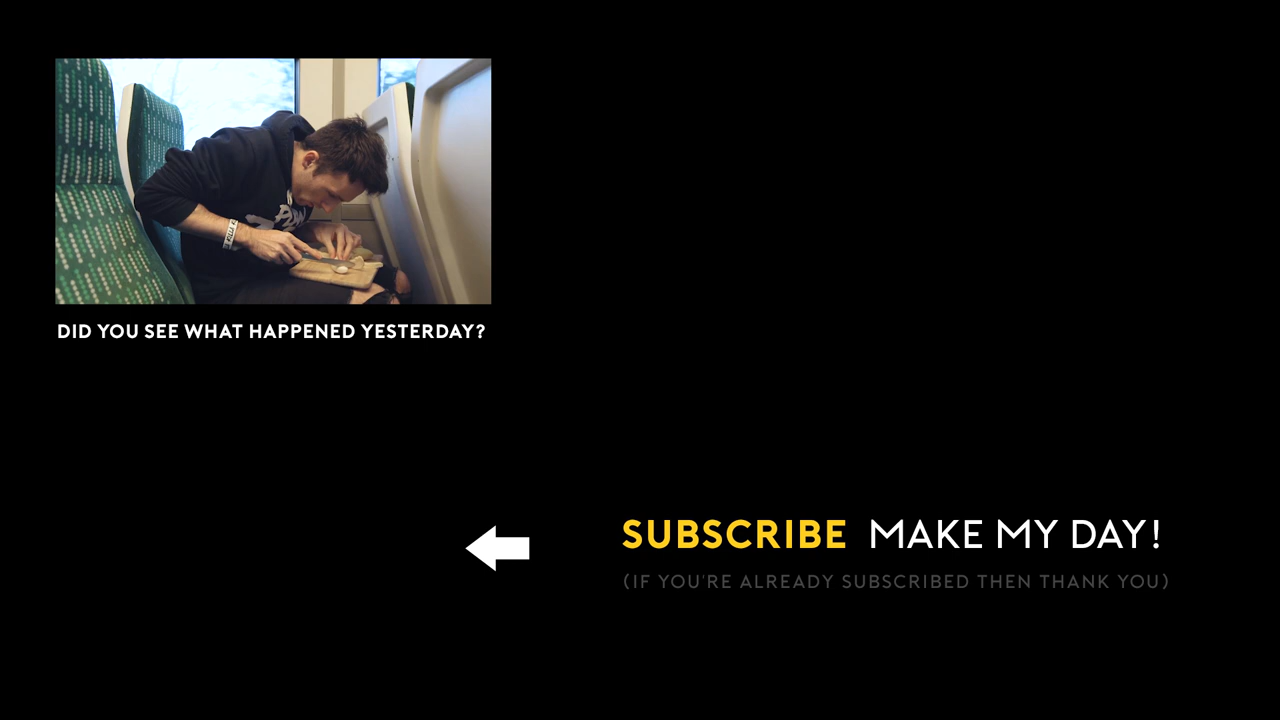 DID YOU SEE WHAT HAPPENED YESTERDAY?
SUBSCRIBE MAKE MY DAY!
(IF YOU'RE ALREADY SUBSCRIBED THEN THANK YOU)